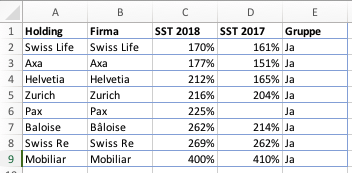 A B C D E
1 Holding Firma SST 2018 SST 2017 Gruppe
2 Swiss Life Swiss Life 170% 161% Ja
3 Axa Axa 177% 151% Ja
4 Helvetia Helvetia 212% 165% Ja
5 Zurich Zurich 216% 204% Ja
6 Pax Pax 225% Ja
7 Baloise Bâloise 262% 214% Ja
8 Swiss Re Swiss Re 269% 262% Ja
9 Mobiliar Mobiliar 400% 410% Ja